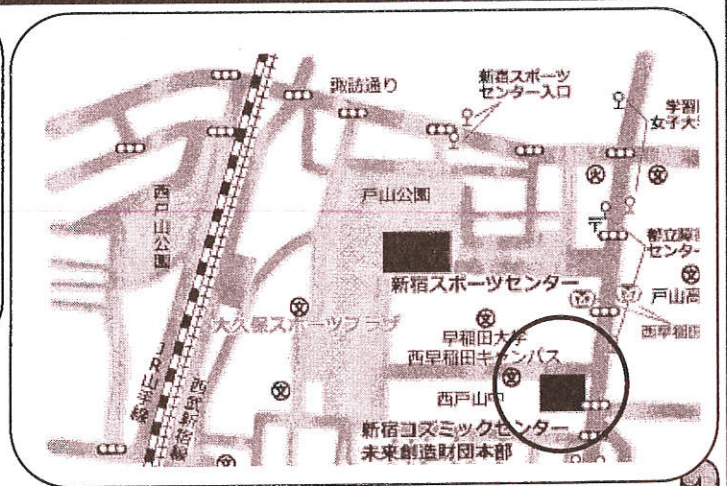 諏訪通り
新宿スポーツ
センター入口
学習
女子大
戸山公園
西戸山公園
都立障
センター
新宿スポーツセンター
戸山高
大久保スポーツプラザ
早稲田大学
西早稲田キャンパス
西早稲田
JR山手線
西武新宿線
西戸山中
新宿コズミックセンター
未来創造財団本部